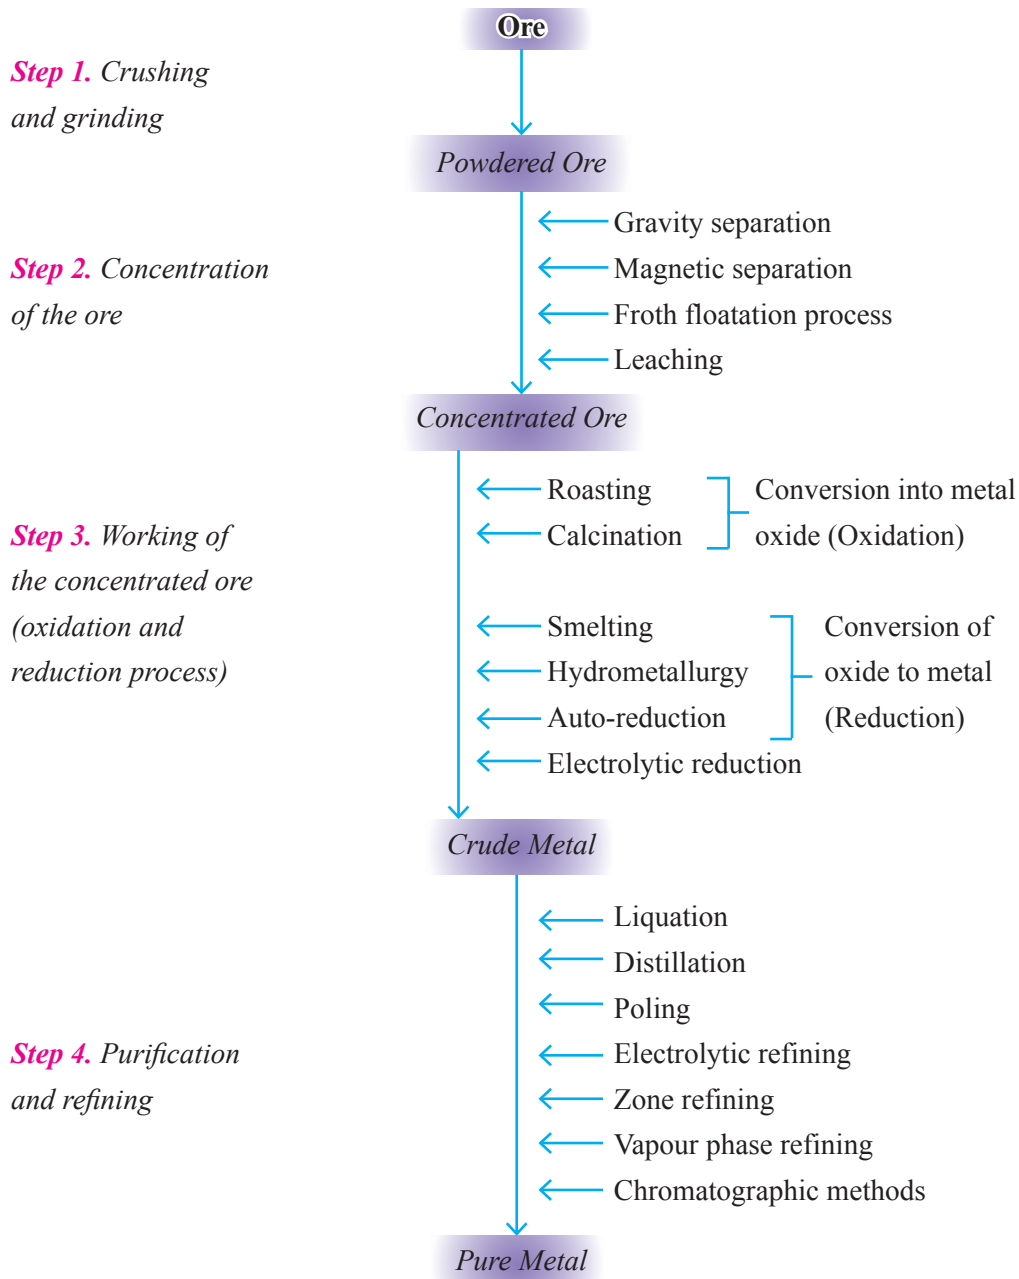 Ore
Step 1. Crushing
and grinding
Powdered Ore
Gravity separation
Step 2. Concentration
of the ore
Magnetic separation
Froth floatation process
Leaching
Concentrated Ore
Roasting
Calcination
Conversion into metal
oxide (Oxidation)
Step 3. Working of
the concentrated ore
(oxidation and
reduction process)
Smelting
Hydrometallurgy
Auto-reduction
Electrolytic reduction
Conversion of
oxide to metal
(Reduction)
Crude Metal
Liquation
Distillation
Poling
Step 4. Purification
and refining
Electrolytic refining
Zone refining
Vapour phase refining
Chromatographic methods
Pure Metal